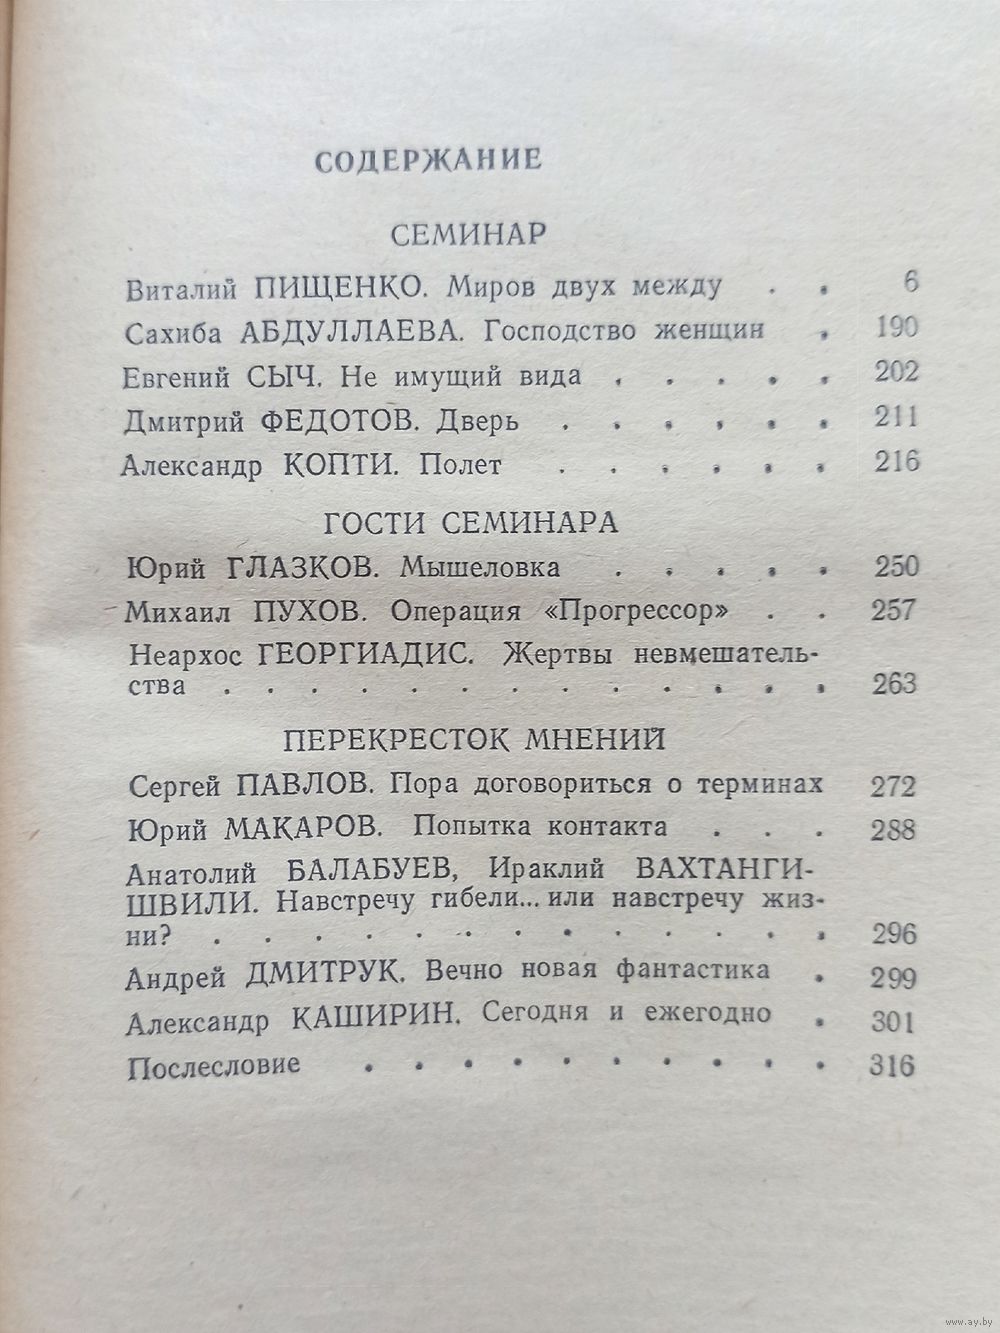 СОДЕРЖАНИЕ
СЕМИНАР
Виталий ПИЩЕНКО. Миров двух между . . 6
Сахиба АБДУЛЛАЕВА. Господство женщин . 190
Евгений СЫЧ. Не имущий вида . . . . . 202
Дмитрий ФЕДОТОВ. Дверь . . . . . . 211
Александр КОПТИ. Полет . . . . . . 216
ГОСТИ СЕМИНАРА
Юрий ГЛАЗКОВ. Мышеловка . . . . . 250
Михаил ПУХОВ. Операция «Прогрессор» . . 257
Неархос ГЕОРГИАДИС. Жертвы невмешатель-
ства . . . . . . . . . . . . . 263
ПЕРЕКРЕСТОК МНЕНИЙ
Сергей ПАВЛОВ. Пора договориться о терминах 272
Юрий МАКАРОВ. Попытка контакта . . . 288
Анатолий БАЛАБУЕВ, Ираклий ВАХТАНГИ-
ШВИЛИ. Навстречу гибели... или навстречу жиз-
ни? . . . . . . . . . . . . . 296
Андрей ДМИТРУК. Вечно новая фантастика . 299
Александр КАШИРИН. Сегодня и ежегодно . 301
Послесловие . . . . . . . . . . 316
www.ay.by